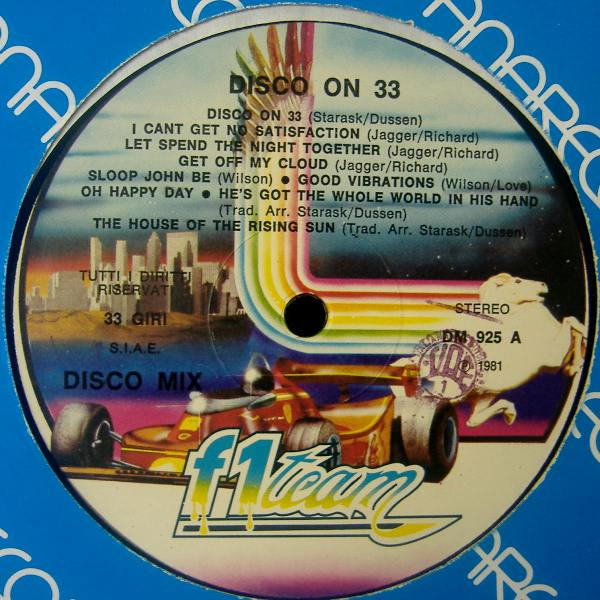 DISCO ON 33
DISCO ON 33 (Starask/Dussen)
I CANT GET NO SATISFACTION (Jagger/Richard)
LET SPEND THE NIGHT TOGETHER (Jagger/Richard)
GET OFF MY CLOUD (Jagger/Richard)
SLOOP JOHN BE (Wilson) ● GOOD VIBRATIONS (Wilson/Love)
OH HAPPY DAY ● HE'S GOT THE WHOLE WORLD IN HIS HAND
(Trad. Arr. Starask/Dussen)
THE HOUSE OF THE RISING SUN (Trad. Arr. Starask/Dussen)
TUTTI I DIRITTI
RISERVATI
33 GIRI
S.I.A.E.
DISCO MIX
STEREO
DM 925 A
℗ 1981
f1 team